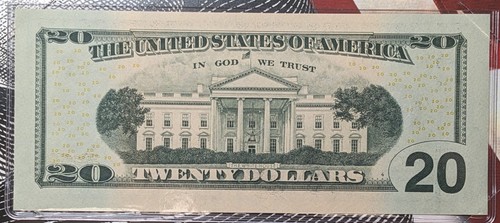 20 20
THE UNITED STATES OF AMERICA
IN GOD WE TRUST
20 TWENTY DOLLARS 20